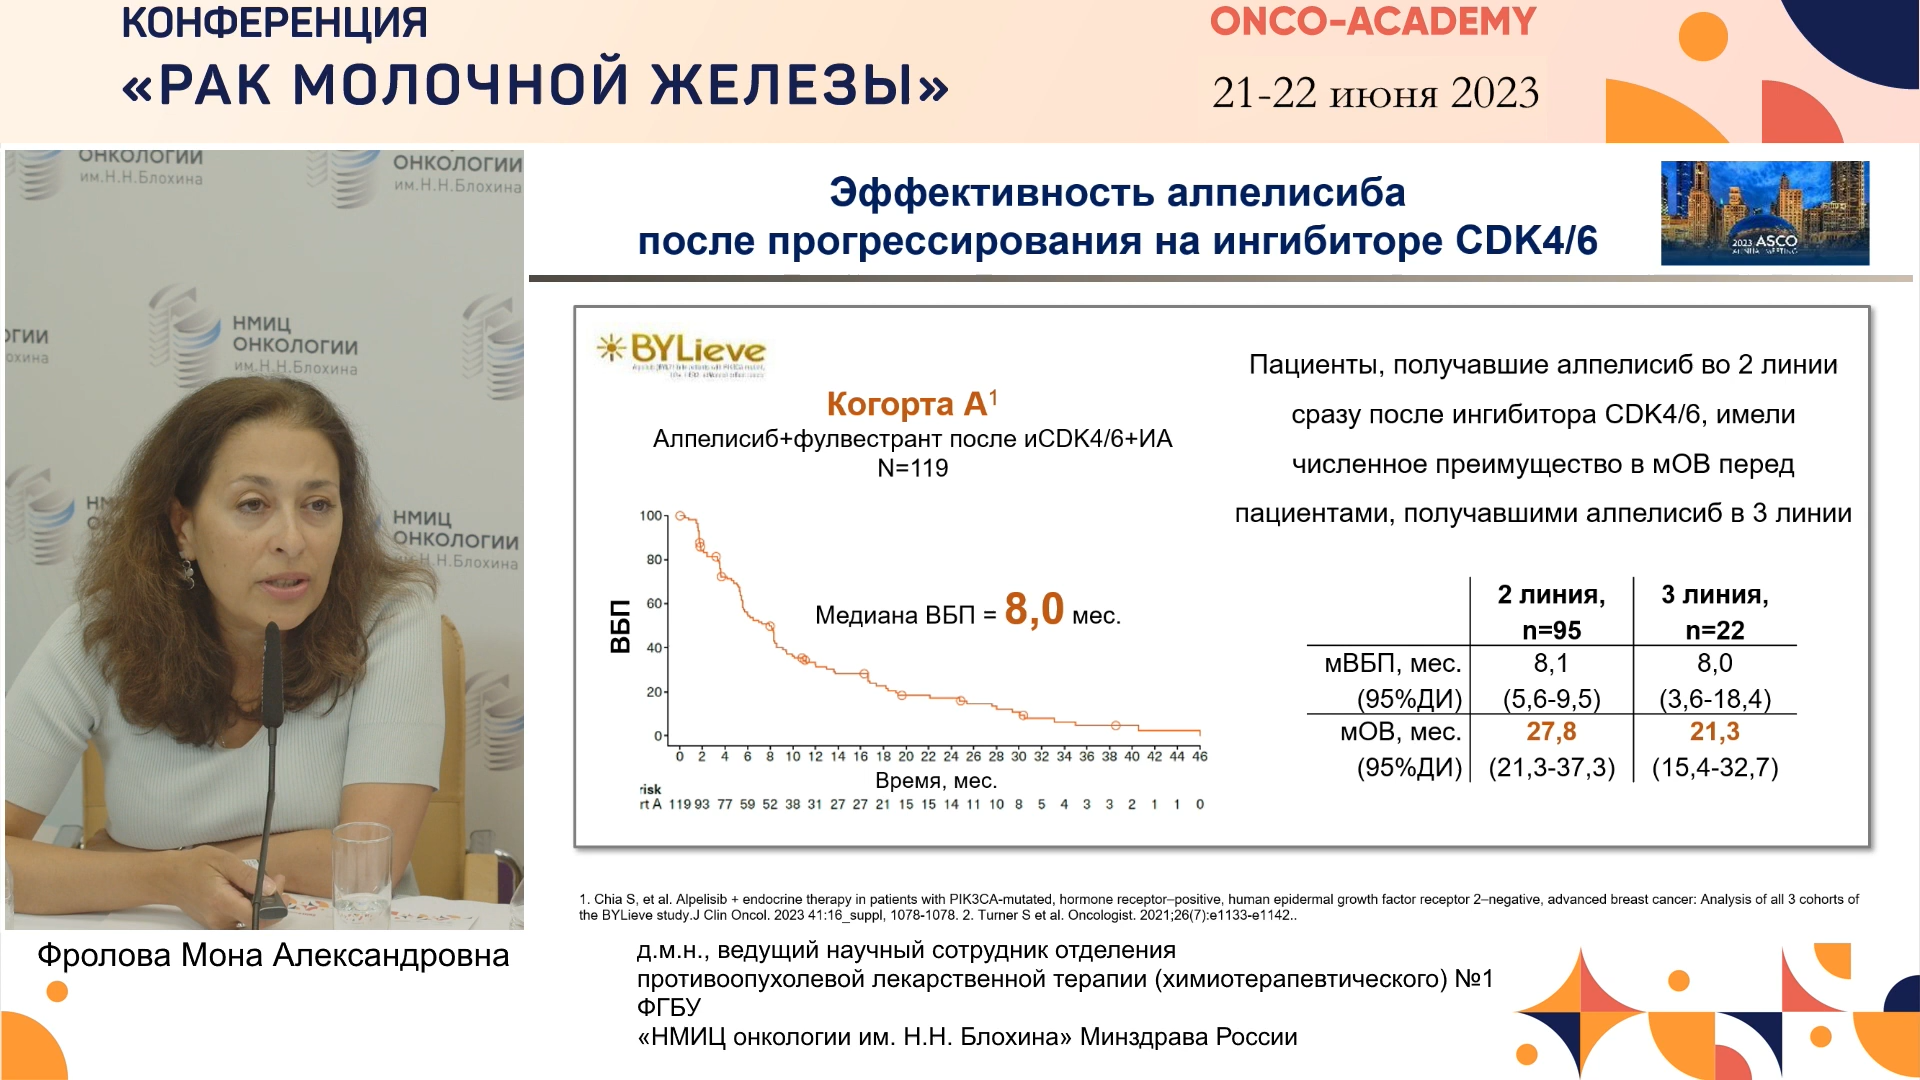 КОНФЕРЕНЦИЯ
«РАК МОЛОЧНОЙ ЖЕЛЕЗЫ»
ONCO-ACADEMY
21-22 июня 2023
ОНКОЛОГИИ
им.Н.Н.Блохина
ОНКОЛОГИИ
им.Н.Н.Блохина
НМИЦ
ОНКОЛОГИИ
им.Н.Н.Блохина
НМИЦ
ОНКОЛОГИИ
им.Н.Н.Блохина
Фролова Мона Александровна
Эффективность алпелисиба
после прогрессирования на ингибиторе CDK4/6
2023 ASCO
ANNUAL MEETING
BYLieve
Когорта А1
Алпелисиб+фулвестрант после иCDK4/6+ИА
N=119
ВБП
100
80
60
40
20
0
Медиана ВБП = 8,0 мес.
0 2 4 6 8 10 12 14 16 18 20 22 24 26 28 30 32 34 36 38 40 42 44 46
Время, мес.
risk
rt A 119 93 77 59 52 38 31 27 27 21 15 15 14 11 10 8 5 4 3 3 2 1 1 0
Пациенты, получавшие алпелисиб во 2 линии
сразу после ингибитора CDK4/6, имели
численное преимущество в мОВ перед
пациентами, получавшими алпелисиб в 3 линии
2 линия, 3 линия,
n=95 n=22
мВБП, мес. 8,1 8,0
(95%ДИ) (5,6-9,5) (3,6-18,4)
мОВ, мес. 27,8 21,3
(95%ДИ) (21,3-37,3) (15,4-32,7)
1. Chia S, et al. Alpelisib + endocrine therapy in patients with PIK3CA-mutated, hormone receptor–positive, human epidermal growth factor receptor 2–negative, advanced breast cancer: Analysis of all 3 cohorts of
the BYLieve study.J Clin Oncol. 2023 41:16_suppl, 1078-1078. 2. Turner S et al. Oncologist. 2021;26(7):e1133-e1142..
д.м.н., ведущий научный сотрудник отделения
противоопухолевой лекарственной терапии (химиотерапевтического) №1
ФГБУ
«НМИЦ онкологии им. Н.Н. Блохина» Минздрава России